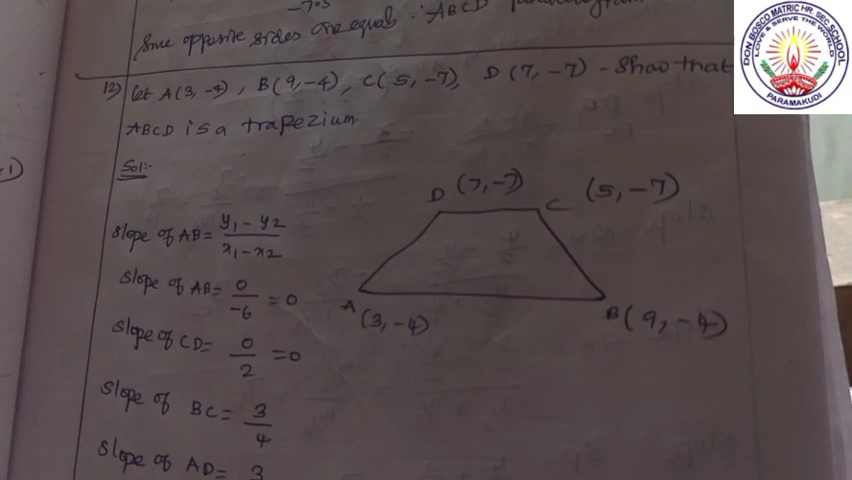 -703
Sine opposite sides are equal ∴ ABCD
12) Let A(3, -4), B(9, -4), C(5, -7), D(7, -7) - Show that
ABCD is a trapezium.
Sol:-
D (7, -7) C (5, -7)
Slope of AB = y1 - y2 / x1 - x2
Slope of AB = 0 / -6 = 0
A (3, -4) B (9, -4)
Slope of CD = 0 / 2 = 0
Slope of BC = 3 / 4
Slope of AD = 3
1)
DON BOSCO MATRIC HR. SEC. SCHOOL
LOVE & SERVE THE WORLD
PARAMAKUDI